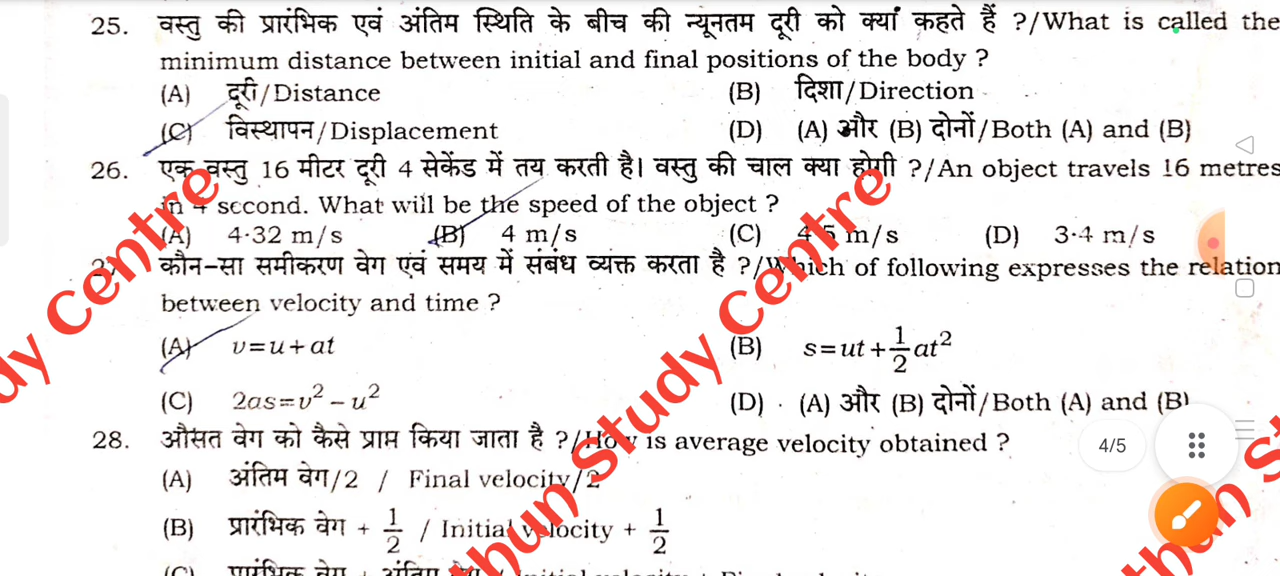 25. वस्तु की प्रारंभिक एवं अंतिम स्थिति के बीच की न्यूनतम दूरी को क्या कहते हैं ?/What is called the
minimum distance between initial and final positions of the body ?
(A) दूरी/Distance (B) दिशा/Direction
(C) विस्थापन/Displacement (D) (A) और (B) दोनों/Both (A) and (B)
26. एक वस्तु 16 मीटर दूरी 4 सेकेंड में तय करती है। वस्तु की चाल क्या होगी ?/An object travels 16 metres
in 4 second. What will be the speed of the object ?
(A) 4·32 m/s (B) 4 m/s (C) 4·5 m/s (D) 3·4 m/s
कौन-सा समीकरण वेग एवं समय में संबंध व्यक्त करता है ?/Which of following expresses the relation
between velocity and time ?
(A) v=u+at (B) s=ut+1/2at²
(C) 2as=v²-u² (D) (A) और (B) दोनों/Both (A) and (B)
28. औसत वेग को कैसे प्राप्त किया जाता है ?/How is average velocity obtained ?
4/5
(A) अंतिम वेग/2 / Final velocity/2
(B) प्रारंभिक वेग + 1/2 / Initial velocity + 1/2
dy Centre
thun Study Centre